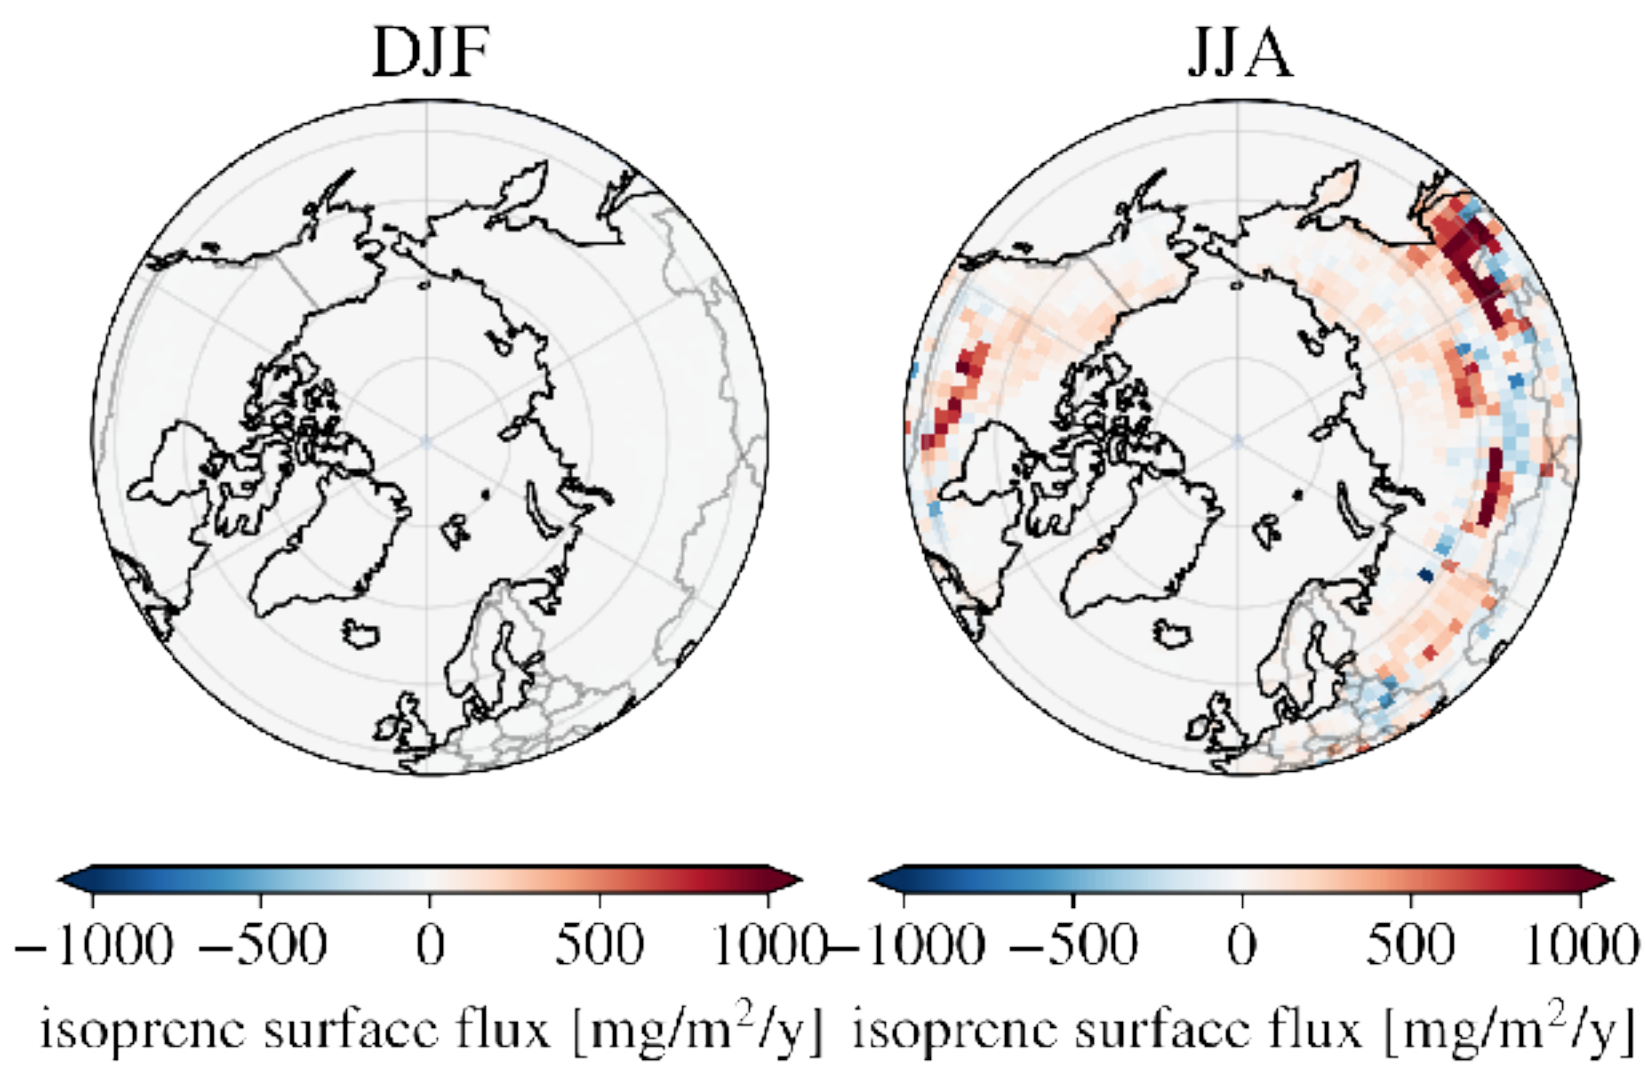 DJF JJA
−1000 −500 0 500 1000 −1000 −500 0 500 1000
isoprene surface flux [mg/m²/y] isoprene surface flux [mg/m²/y]